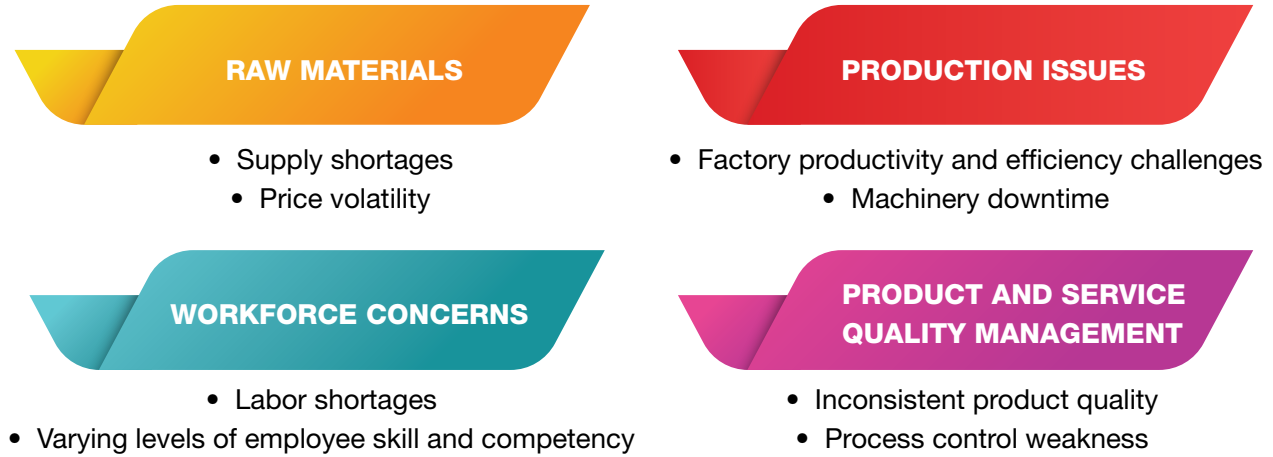 RAW MATERIALS
• Supply shortages
• Price volatility
PRODUCTION ISSUES
• Factory productivity and efficiency challenges
• Machinery downtime
WORKFORCE CONCERNS
• Labor shortages
• Varying levels of employee skill and competency
PRODUCT AND SERVICE
QUALITY MANAGEMENT
• Inconsistent product quality
• Process control weakness